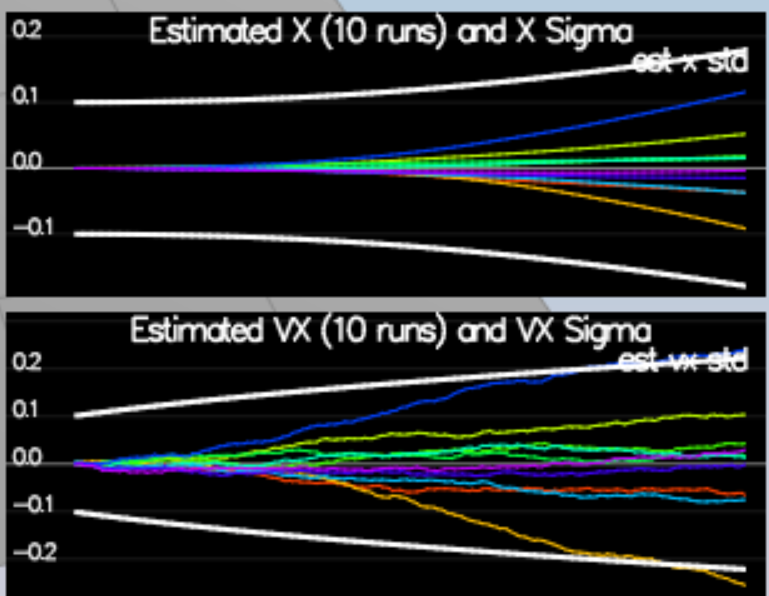 Estimated X (10 runs) and X Sigma
0.2
est x std
0.1
0.0
−0.1
Estimated VX (10 runs) and VX Sigma
0.2
est vx std
0.1
0.0
−0.1
−0.2